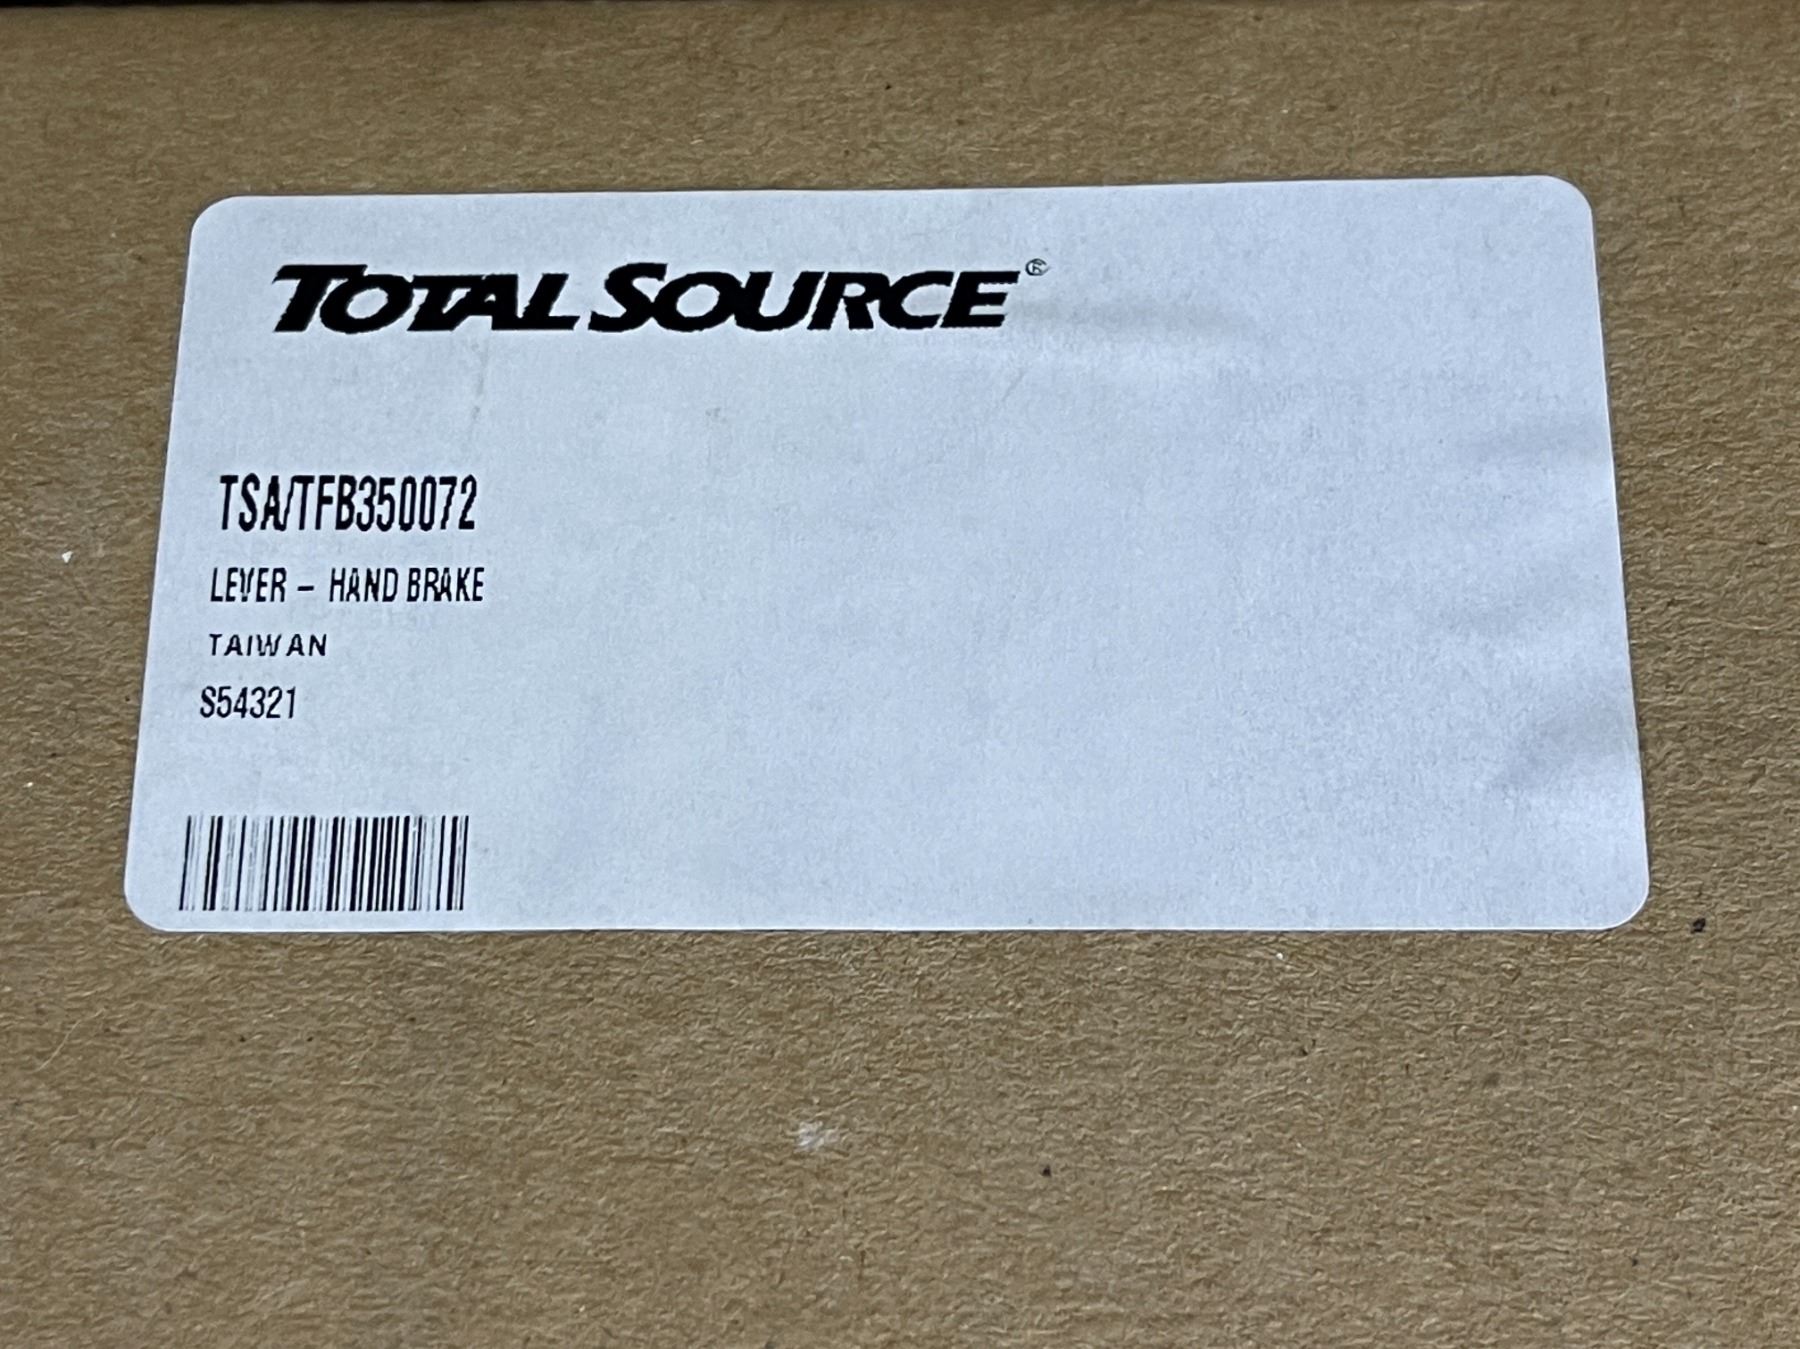 TOTAL SOURCE®
TSA/TFB350072
LEVER - HAND BRAKE
TAIWAN
S54321